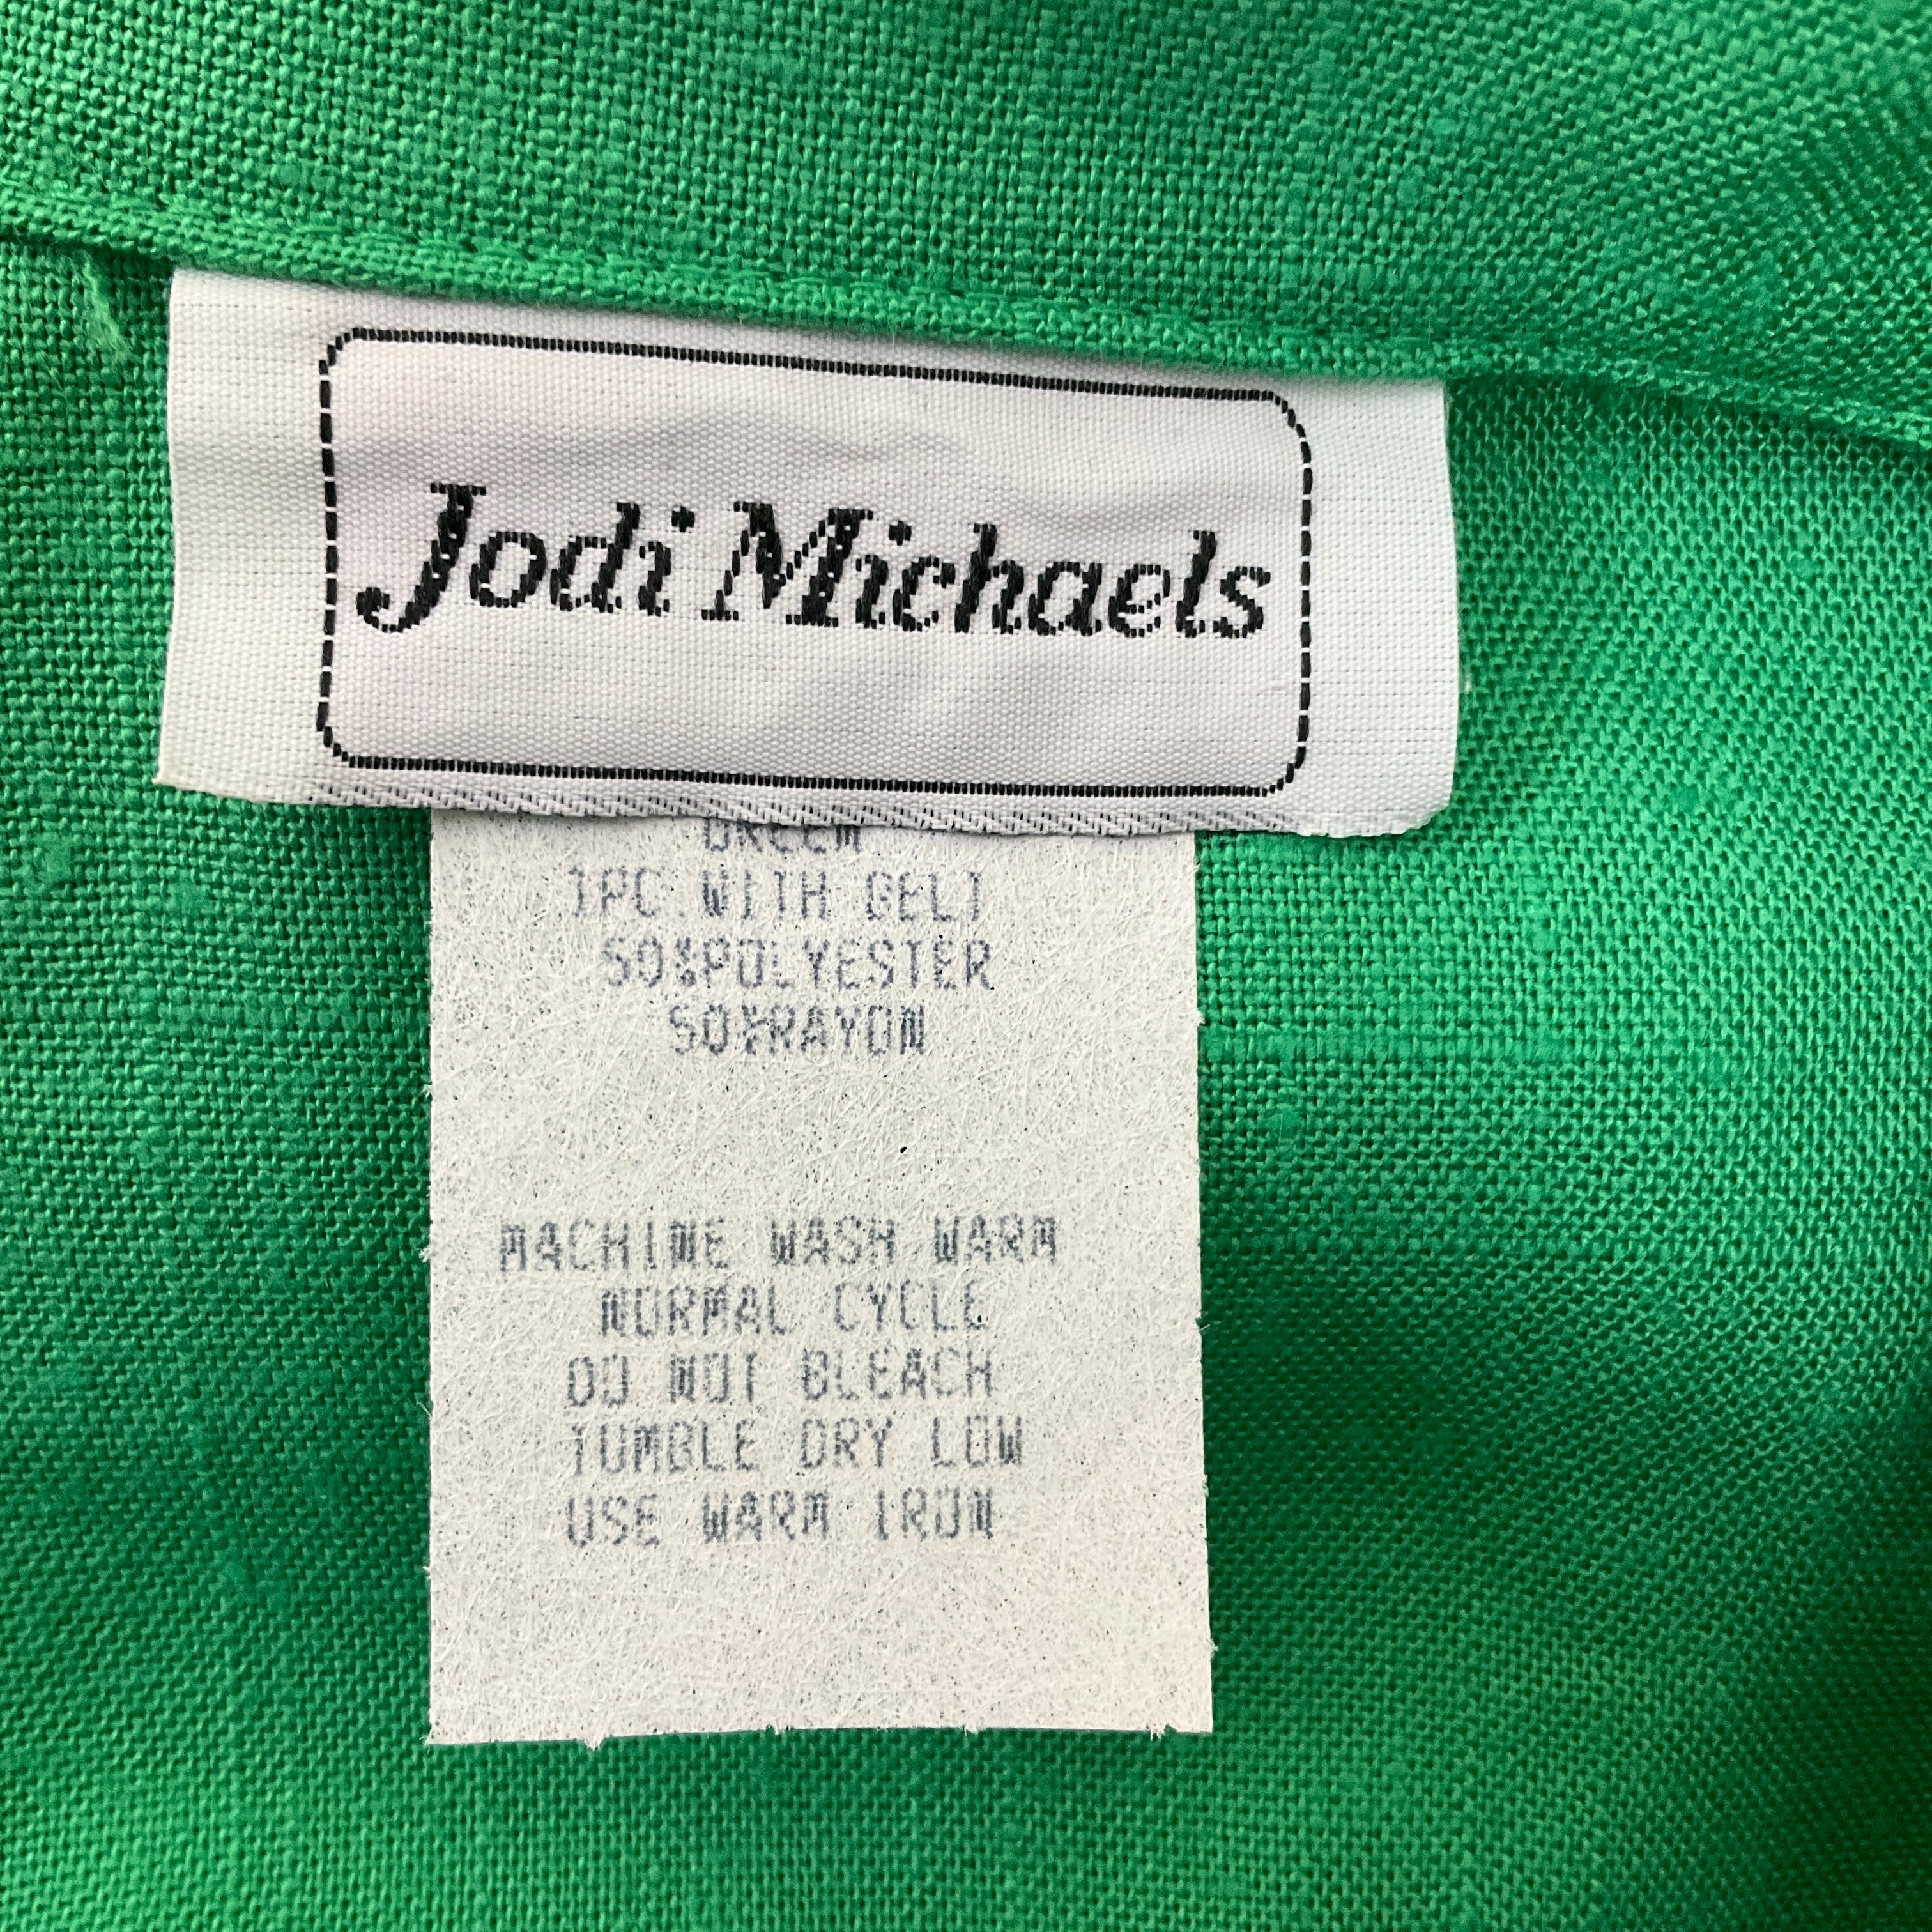 Jodi Michaels
GREEN
1PC. WITH BELT
50%POLYESTER
50%RAYON
MACHINE WASH WARM
NORMAL CYCLE
DO NOT BLEACH
TUMBLE DRY LOW
USE WARM IRON